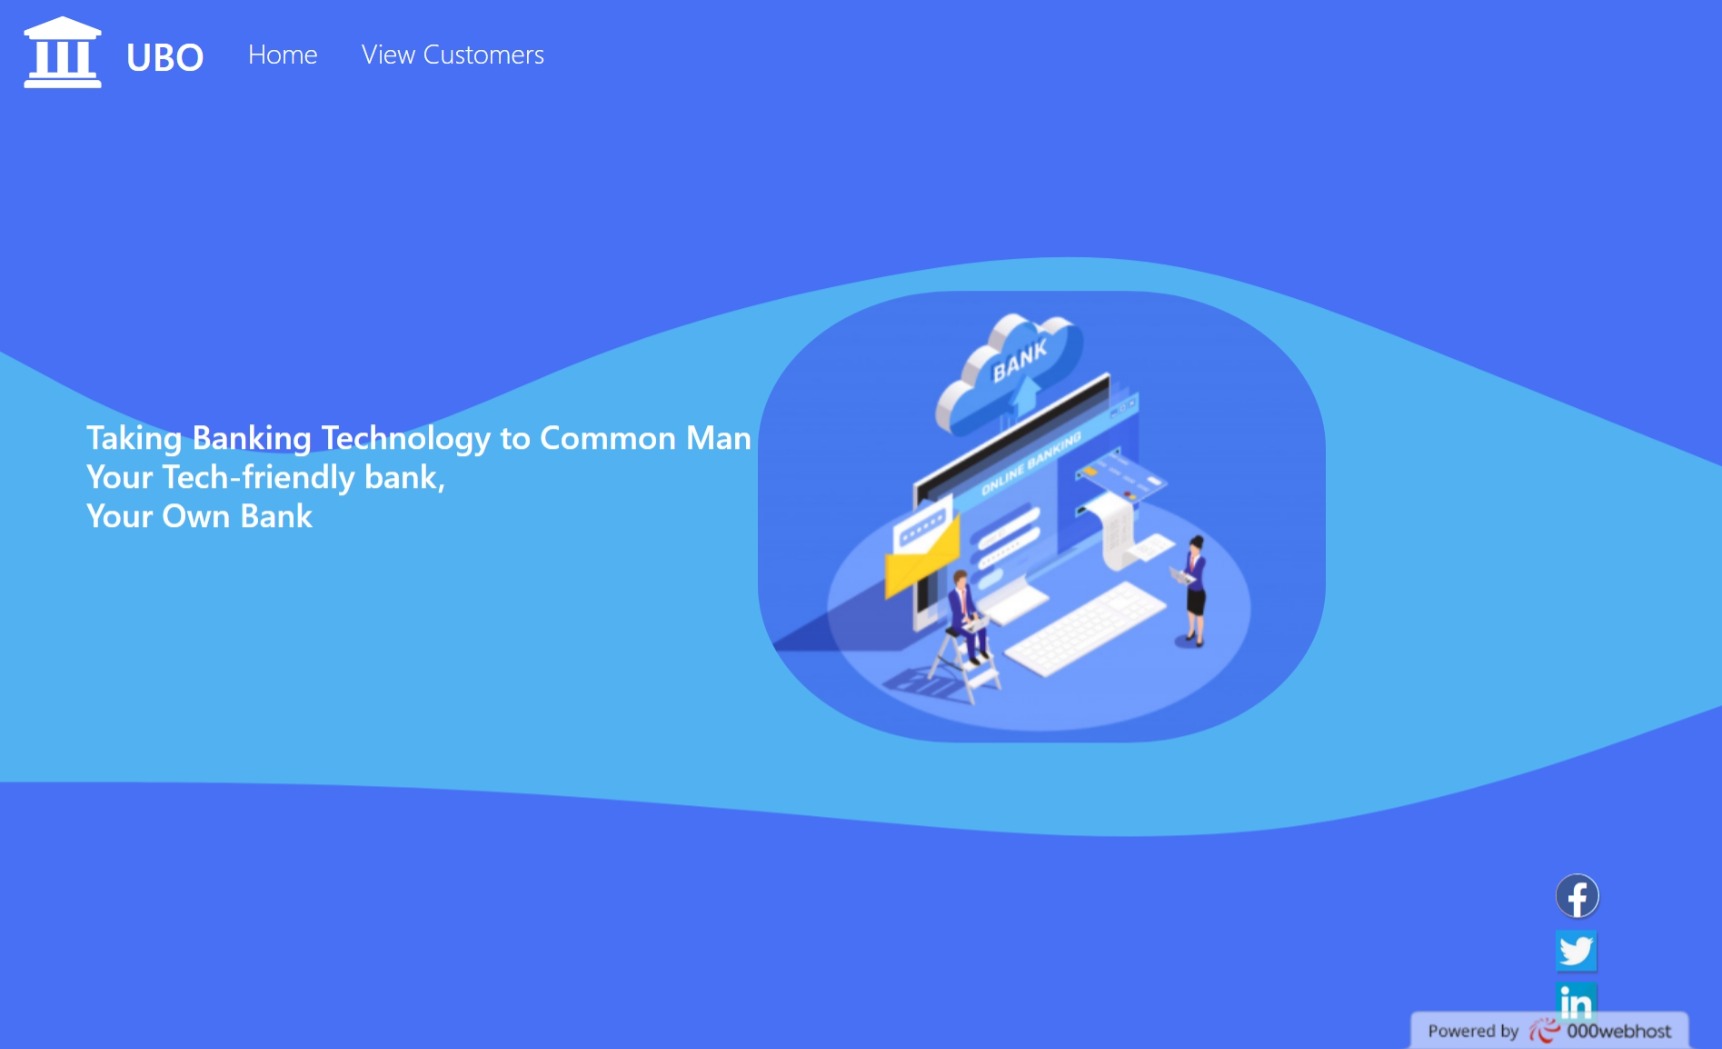 UBO
Home
View Customers
Taking Banking Technology to Common Man
Your Tech-friendly bank,
Your Own Bank
BANK
ONLINE BANKING
in
Powered by 000webhost